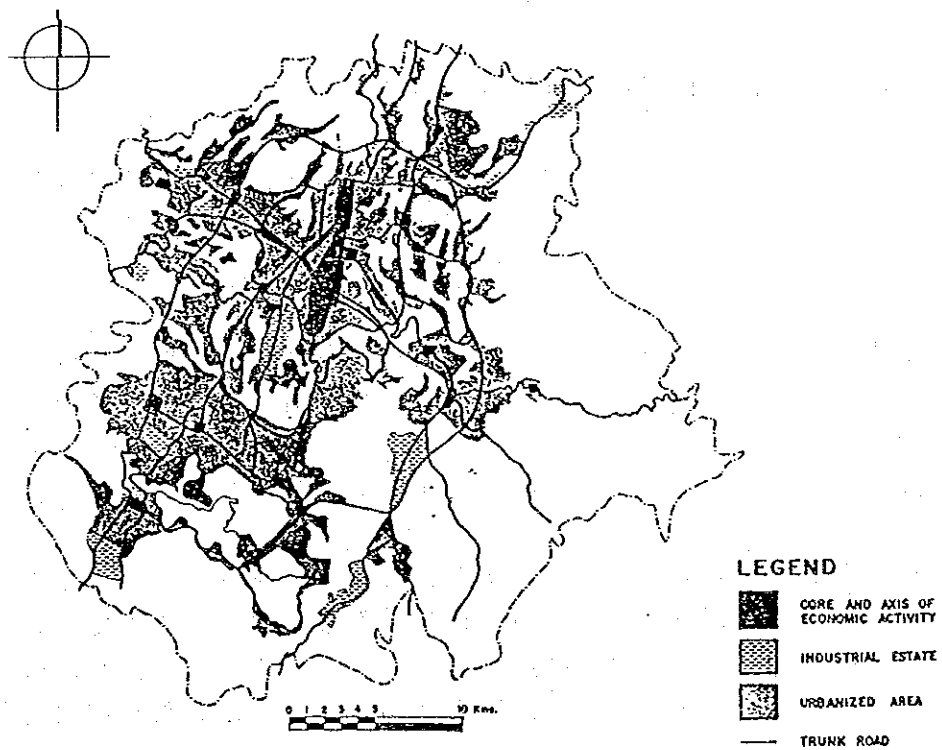 0 1 2 3 4 5 10 Kms.
LEGEND
CORE AND AXIS OF
ECONOMIC ACTIVITY
INDUSTRIAL ESTATE
URBANIZED AREA
TRUNK ROAD